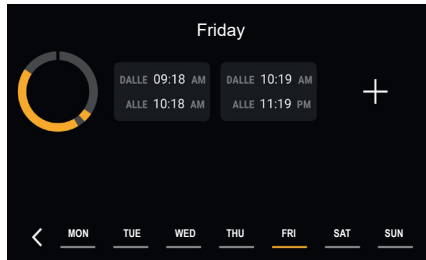 Friday
DALLE 09:18 AM DALLE 10:19 AM
ALLE 10:18 AM ALLE 11:19 PM
MON TUE WED THU FRI SAT SUN